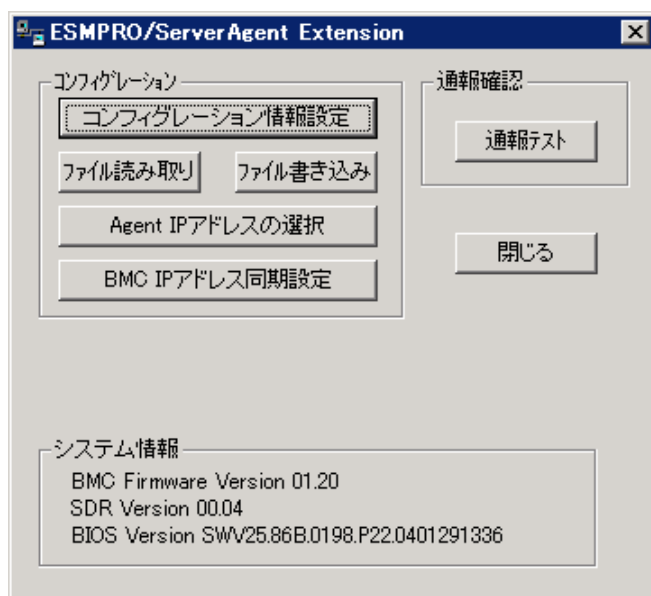 ESMPRO/ServerAgent Extension
コンフィグレーション
コンフィグレーション情報設定
ファイル読み取り
ファイル書き込み
Agent IPアドレスの選択
BMC IPアドレス同期設定
通報確認
通報テスト
閉じる
システム情報
BMC Firmware Version 01.20
SDR Version 00.04
BIOS Version SWV25.86B.0198.P22.0401291336